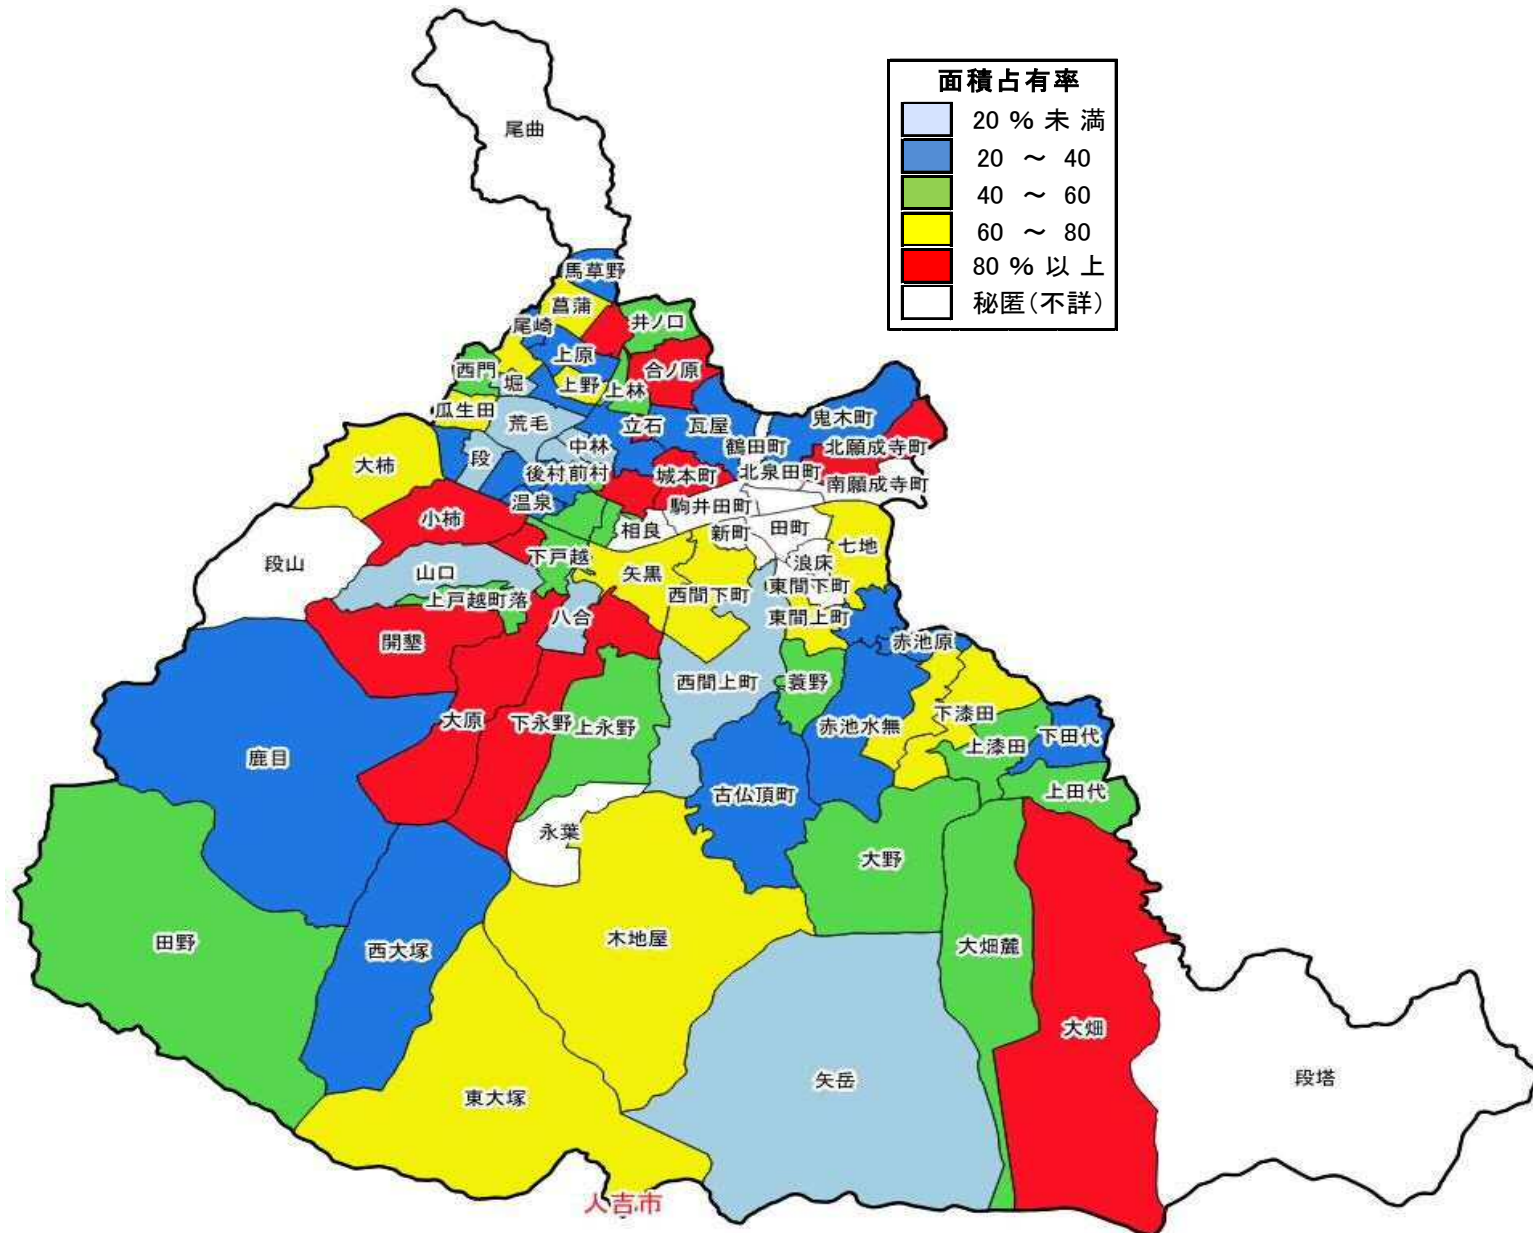 面積占有率
20 % 未 満
20 ～ 40
40 ～ 60
60 ～ 80
80 % 以 上
秘匿(不詳)
尾曲
馬草野
菖蒲
尾崎
井ノ口
上原
西門
堀
上野
上林
合ノ原
瓜生田
荒毛
立石
瓦屋
鬼木町
鶴田町
北願成寺町
大柿
段
中林
後村前村
城本町
北泉田町
南願成寺町
温泉
駒井田町
小柿
相良
新町
田町
七地
段山
山口
下戸越
矢黒
浪床
西間下町
東間下町
上戸越町落
八合
東間上町
開墾
赤池原
西間上町
蓑野
大原
下永野
上永野
赤池水無
下漆田
上漆田
下田代
鹿目
古仏頂町
上田代
永葉
大野
田野
西大塚
木地屋
大畑麓
大畑
矢岳
段塔
東大塚
人吉市